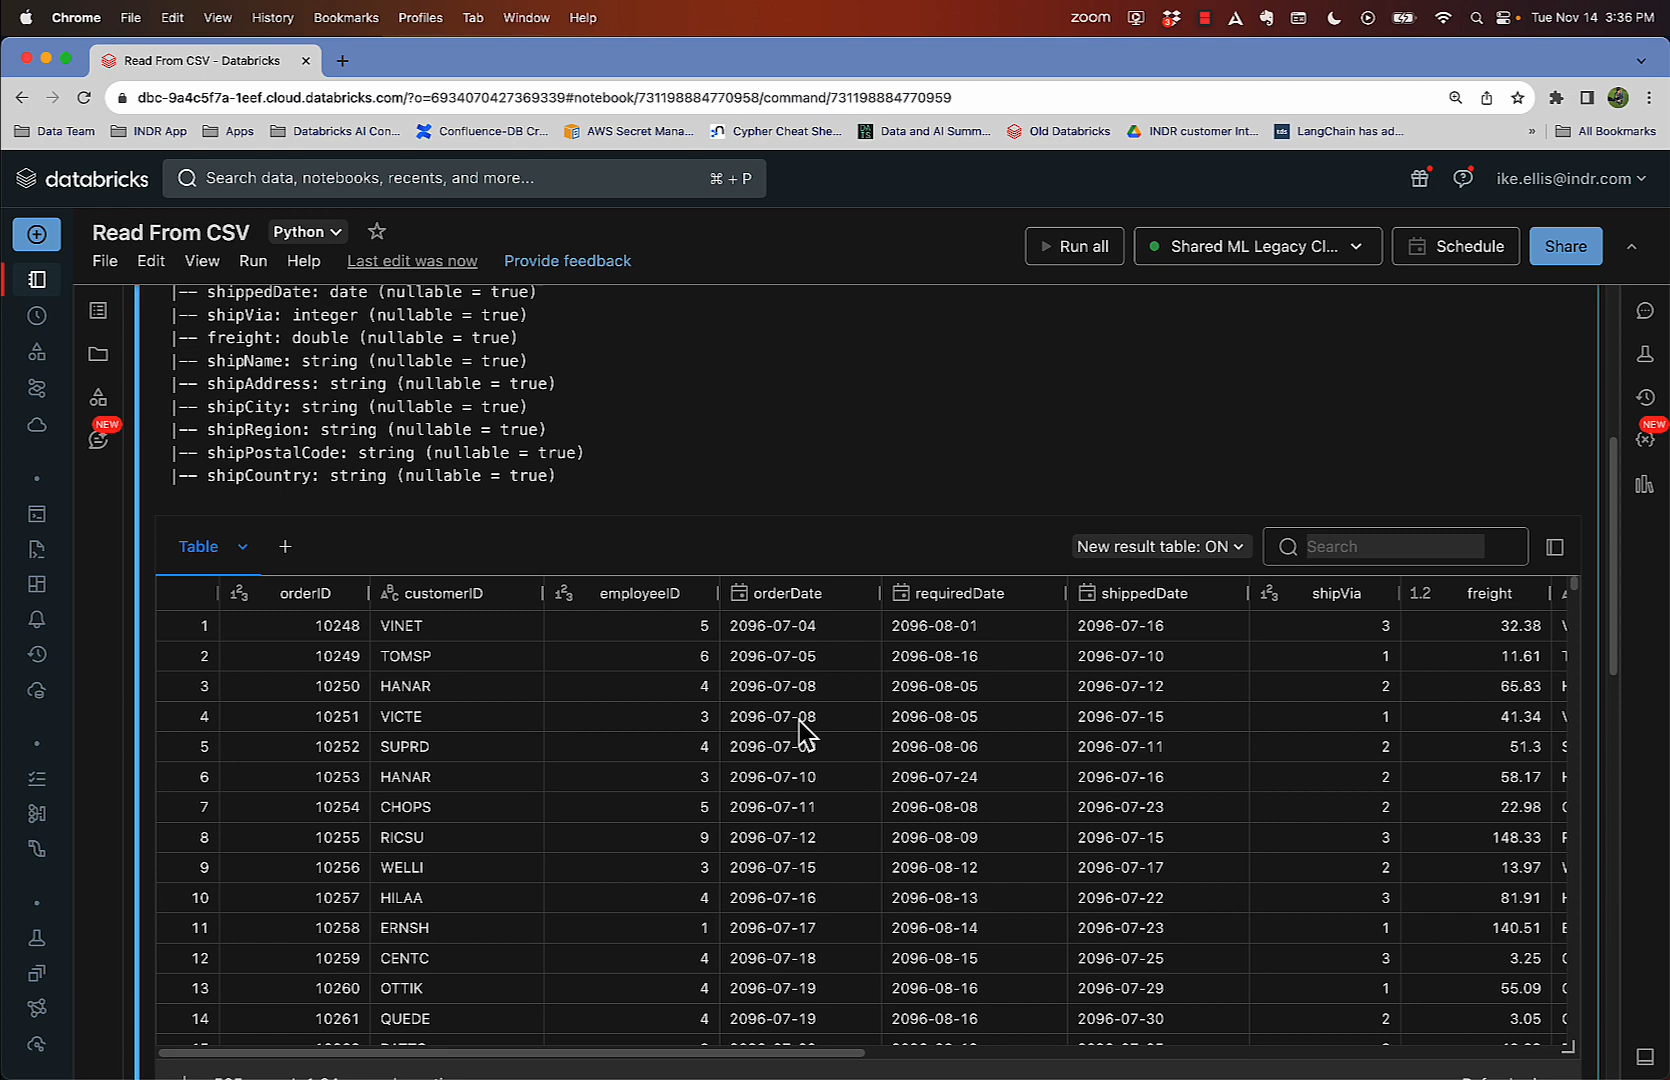 Chrome File Edit View History Bookmarks Profiles Tab Window Help zoom 3 Tue Nov 14 3:36 PM
Read From CSV - Databricks
dbc-9a4c5f7a-1eef.cloud.databricks.com/?o=6934070427369339#notebook/731198884770958/command/731198884770959
Data Team INDR App Apps Databricks AI Con... Confluence-DB Cr... AWS Secret Mana... Cypher Cheat She... Data and AI Summ... Old Databricks INDR customer Int... LangChain has ad... » All Bookmarks
databricks Search data, notebooks, recents, and more... ⌘ + P ike.ellis@indr.com
Read From CSV Python
Run all Shared ML Legacy Cl... Schedule Share
File Edit View Run Help Last edit was now Provide feedback
|-- shippedDate: date (nullable = true)
|-- shipVia: integer (nullable = true)
|-- freight: double (nullable = true)
|-- shipName: string (nullable = true)
|-- shipAddress: string (nullable = true)
|-- shipCity: string (nullable = true)
NEW NEW
|-- shipRegion: string (nullable = true)
|-- shipPostalCode: string (nullable = true)
|-- shipCountry: string (nullable = true)
Table + New result table: ON Search
orderID customerID employeeID orderDate requiredDate shippedDate shipVia 1.2 freight
1 10248 VINET 5 2096-07-04 2096-08-01 2096-07-16 3 32.38
2 10249 TOMSP 6 2096-07-05 2096-08-16 2096-07-10 1 11.61
3 10250 HANAR 4 2096-07-08 2096-08-05 2096-07-12 2 65.83
4 10251 VICTE 3 2096-07-08 2096-08-05 2096-07-15 1 41.34
5 10252 SUPRD 4 2096-08-06 2096-07-11 2 51.3
6 10253 HANAR 3 2096-07-10 2096-07-24 2096-07-16 2 58.17
7 10254 CHOPS 5 2096-07-11 2096-08-08 2096-07-23 2 22.98
8 10255 RICSU 9 2096-07-12 2096-08-09 2096-07-15 3 148.33
9 10256 WELLI 3 2096-07-15 2096-08-12 2096-07-17 2 13.97
10 10257 HILAA 4 2096-07-16 2096-08-13 2096-07-22 3 81.91
11 10258 ERNSH 1 2096-07-17 2096-08-14 2096-07-23 1 140.51
12 10259 CENTC 4 2096-07-18 2096-08-15 2096-07-25 3 3.25
13 10260 OTTIK 4 2096-07-19 2096-08-16 2096-07-29 1 55.09
14 10261 QUEDE 4 2096-07-19 2096-08-16 2096-07-30 2 3.05